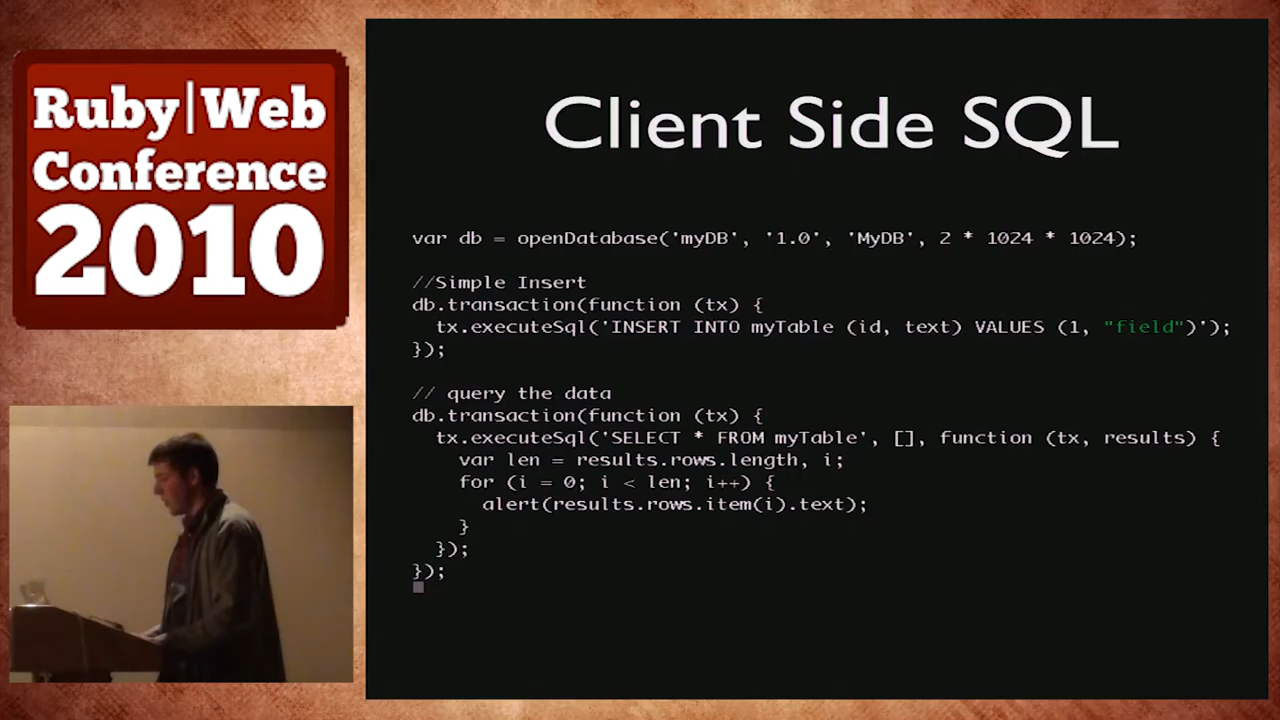 Ruby|Web
Conference
2010
Client Side SQL
var db = openDatabase('myDB', '1.0', 'MyDB', 2 * 1024 * 1024);
//Simple Insert
db.transaction(function (tx) {
  tx.executeSql('INSERT INTO myTable (id, text) VALUES (1, "field")');
});
// query the data
db.transaction(function (tx) {
  tx.executeSql('SELECT * FROM myTable', [], function (tx, results) {
    var len = results.rows.length, i;
    for (i = 0; i < len; i++) {
      alert(results.rows.item(i).text);
    }
  });
});